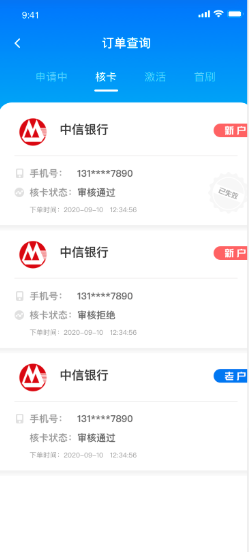 9:41
订单查询
申请中 核卡 激活 首刷
中信银行 新户
手机号： 131****7890
核卡状态： 审核通过
已失效
下单时间：2020-09-10 12:34:56
中信银行 新户
手机号： 131****7890
核卡状态： 审核拒绝
下单时间：2020-09-10 12:34:56
中信银行 老户
手机号： 131****7890
核卡状态： 审核通过
下单时间：2020-09-10 12:34:56